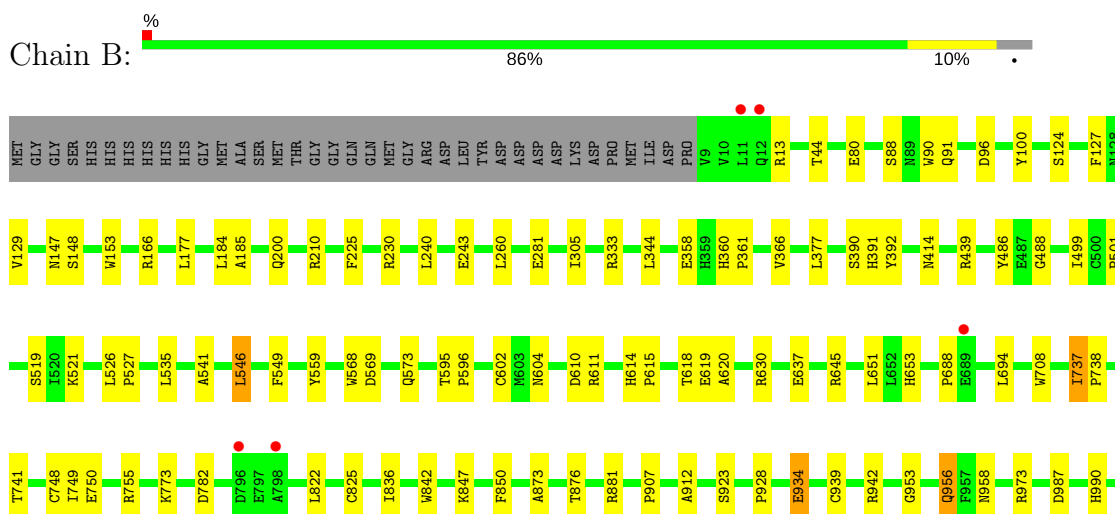 %
Chain B:
86% 10% •
MET GLY GLY SER HIS HIS HIS HIS HIS HIS GLY MET ALA SER MET THR GLY GLY GLN GLN MET GLY ARG ASP LEU TYR ASP ASP ASP ASP LYS ASP PRO MET ILE ASP PRO V9 V10 L11 Q12 R13 T44 E80 S88 N89 W90 Q91 D96 Y100 S124 F127 N128
V129 N147 S148 W153 R166 L177 L184 A185 Q200 R210 F225 R230 L240 E243 L260 E281 I305 R333 L344 E358 H359 H360 P361 V366 L377 S390 H391 Y392 N414 R439 Y486 E487 G488 I499 C500 P501
S519 I520 K521 L526 P527 L535 A541 L546 F549 Y559 W568 D569 Q573 T595 P596 C602 M603 N604 D610 R611 H614 P615 T618 E619 A620 R630 E637 R645 L651 L652 H653 P688 E689 L694 W708 I737 P738
T741 C748 I749 E750 R755 K773 D782 D796 E797 A798 L822 C825 I836 W842 K847 F850 A873 T876 R881 P907 A912 S923 P928 E934 C939 R942 G953 Q956 F957 N958 R973 D987 H990